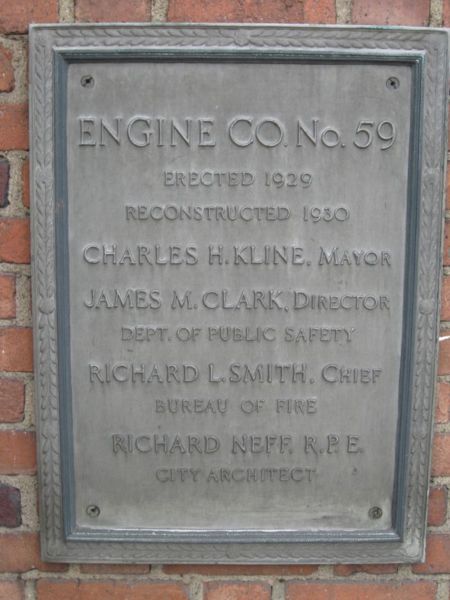 ENGINE CO. No. 59
ERECTED 1929
RECONSTRUCTED 1930
CHARLES H. KLINE, MAYOR
JAMES M. CLARK, DIRECTOR
DEPT. OF PUBLIC SAFETY
RICHARD L. SMITH, CHIEF
BUREAU OF FIRE
RICHARD NEFF, R.P.E.
CITY ARCHITECT